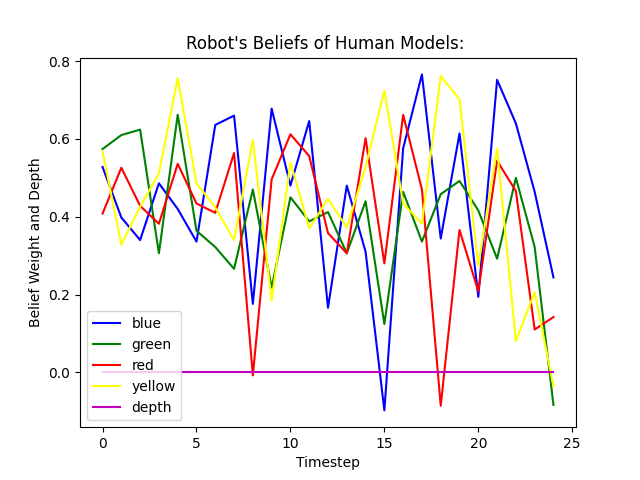 Robot's Beliefs of Human Models:
Belief Weight and Depth
0.8
0.6
0.4
0.2
0.0
blue
green
red
yellow
depth
0 5 10 15 20 25
Timestep